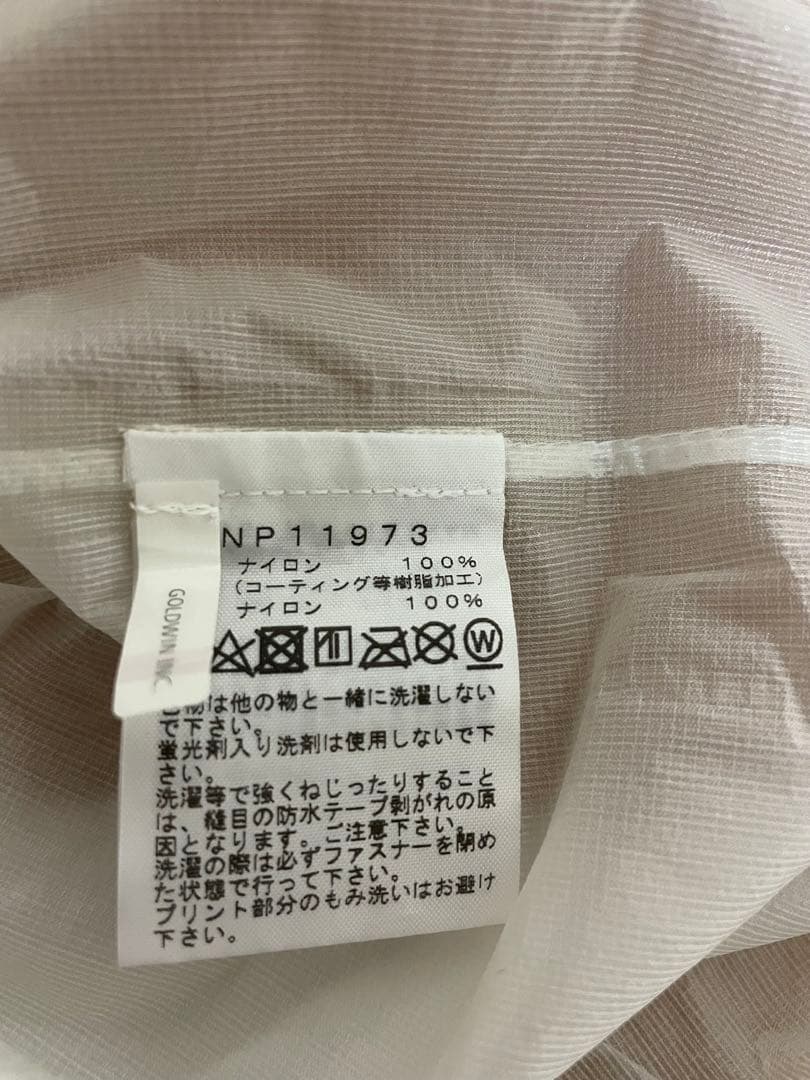 NP11973
ナイロン 100%
(コーティング等樹脂加工)
ナイロン 100%
W
GOLDWIN INC
物は他の物と一緒に洗濯しない
で下さい。
蛍光剤入り洗剤は使用しないで下
さい。
洗濯等で強くねじったりすること
は、縫目の防水テープ剥がれの原
因となります。ご注意下さい。
洗濯の際は必ずファスナーを閉め
た状態で行って下さい。
プリント部分のもみ洗いはお避け
下さい。